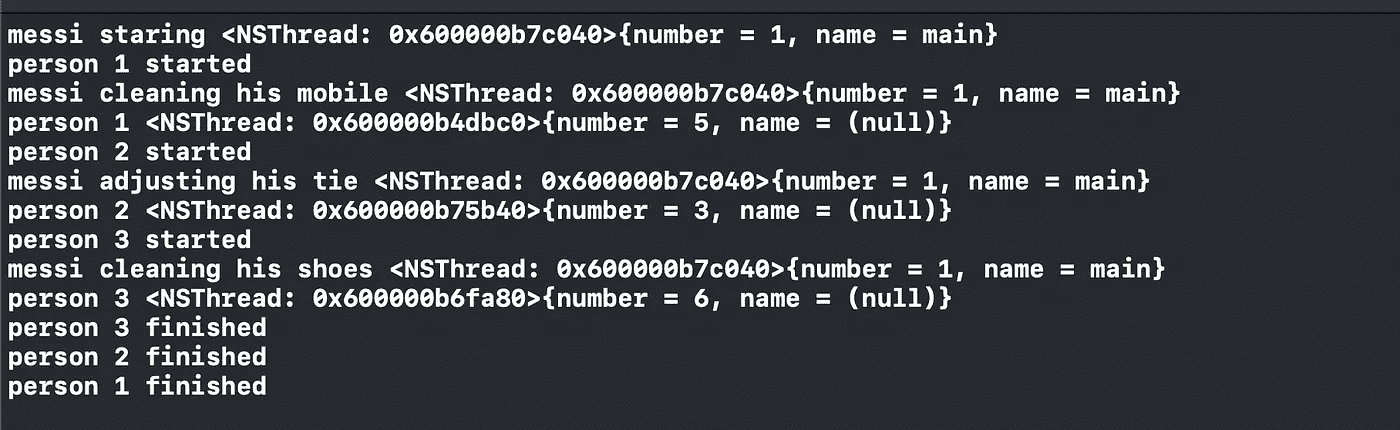 messi staring <NSThread: 0x600000b7c040>{number = 1, name = main}
person 1 started
messi cleaning his mobile <NSThread: 0x600000b7c040>{number = 1, name = main}
person 1 <NSThread: 0x600000b4dbc0>{number = 5, name = (null)}
person 2 started
messi adjusting his tie <NSThread: 0x600000b7c040>{number = 1, name = main}
person 2 <NSThread: 0x600000b75b40>{number = 3, name = (null)}
person 3 started
messi cleaning his shoes <NSThread: 0x600000b7c040>{number = 1, name = main}
person 3 <NSThread: 0x600000b6fa80>{number = 6, name = (null)}
person 3 finished
person 2 finished
person 1 finished